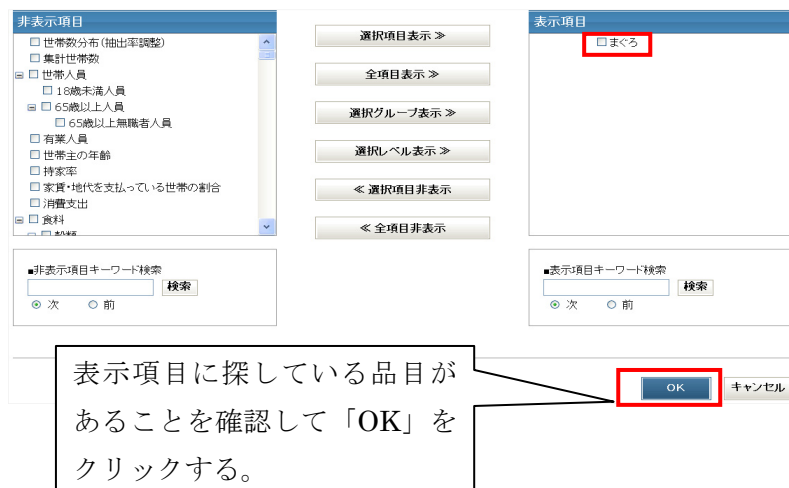 非表示項目
世帯数分布(抽出率調整)
集計世帯数
世帯人員
18歳未満人員
65歳以上人員
65歳以上無職者人員
有業人員
世帯主の年齢
持家率
家賃・地代を支払っている世帯の割合
消費支出
食料
選択項目表示 ≫
全項目表示 ≫
選択グループ表示 ≫
選択レベル表示 ≫
≪ 選択項目非表示
≪ 全項目非表示
表示項目
まぐろ
■非表示項目キーワード検索
検索
次 前
■表示項目キーワード検索
検索
次 前
表示項目に探している品目が
あることを確認して「OK」を
クリックする。
OK キャンセル